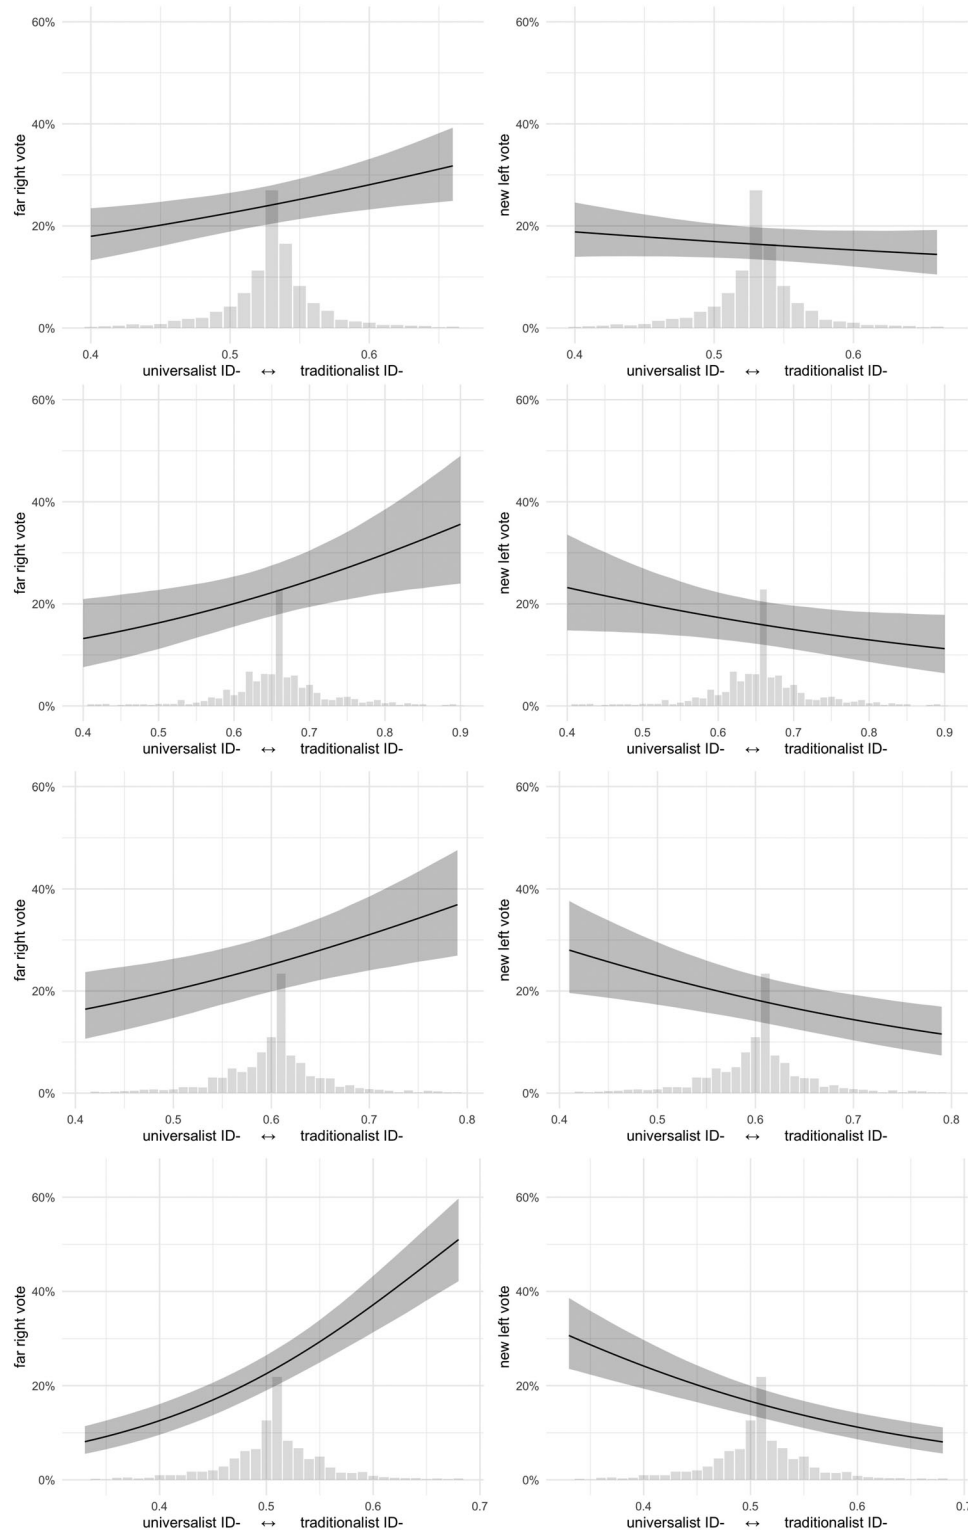 60%
40%
20%
0%
far right vote
0.4 0.5 0.6
universalist ID- ↔ traditionalist ID-
60%
40%
20%
0%
new left vote
0.4 0.5 0.6
universalist ID- ↔ traditionalist ID-
60%
40%
20%
0%
far right vote
0.4 0.5 0.6 0.7 0.8 0.9
universalist ID- ↔ traditionalist ID-
60%
40%
20%
0%
new left vote
0.4 0.5 0.6 0.7 0.8 0.9
universalist ID- ↔ traditionalist ID-
60%
40%
20%
0%
far right vote
0.4 0.5 0.6 0.7 0.8
universalist ID- ↔ traditionalist ID-
60%
40%
20%
0%
new left vote
0.4 0.5 0.6 0.7 0.8
universalist ID- ↔ traditionalist ID-
60%
40%
20%
0%
far right vote
0.4 0.5 0.6 0.7
universalist ID- ↔ traditionalist ID-
60%
40%
20%
0%
new left vote
0.4 0.5 0.6 0.7
universalist ID- ↔ traditionalist ID-